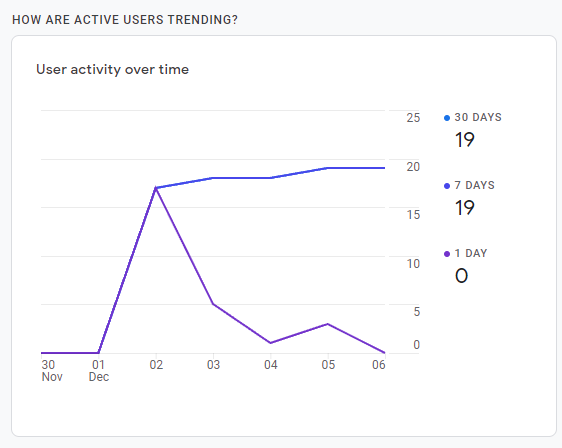 HOW ARE ACTIVE USERS TRENDING?
User activity over time
25
20
15
10
5
0
30 01 02 03 04 05 06
Nov Dec
30 DAYS
19
7 DAYS
19
1 DAY
0